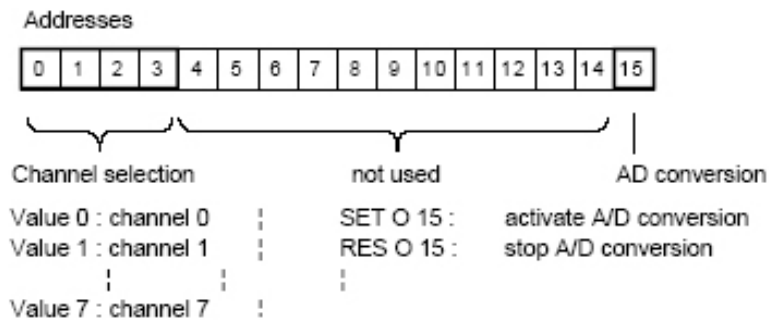 Addresses
0 1 2 3 4 5 6 7 8 9 10 11 12 13 14 15
Channel selection not used AD conversion
Value 0 : channel 0 SET O 15 : activate A/D conversion
Value 1 : channel 1 RES O 15 : stop A/D conversion
Value 7 : channel 7